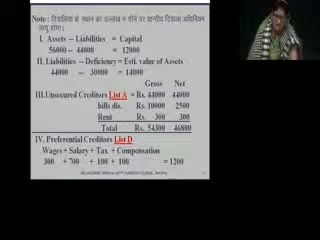 Note : दिवालिया के स्थान का उल्लेख न होने पर प्रान्तीय दिवाला अधिनियम
लागू होगा।
I. Assets -- Liabilities = Capital
56000 -- 44000 = 12000
II. Liabilities -- Deficiency = Esti. value of Assets
44000 -- 30000 = 14000
Gross Net
III.Unsecured Creditors List A = Rs. 44000 44000
bills dis. Rs. 10000 2500
Rent Rs. 300 300
Total Rs. 54300 46800
IV. Preferential Creditors List D
Wages + Salary + Tax + Compensation
300 + 700 + 100 + 100 = 1200